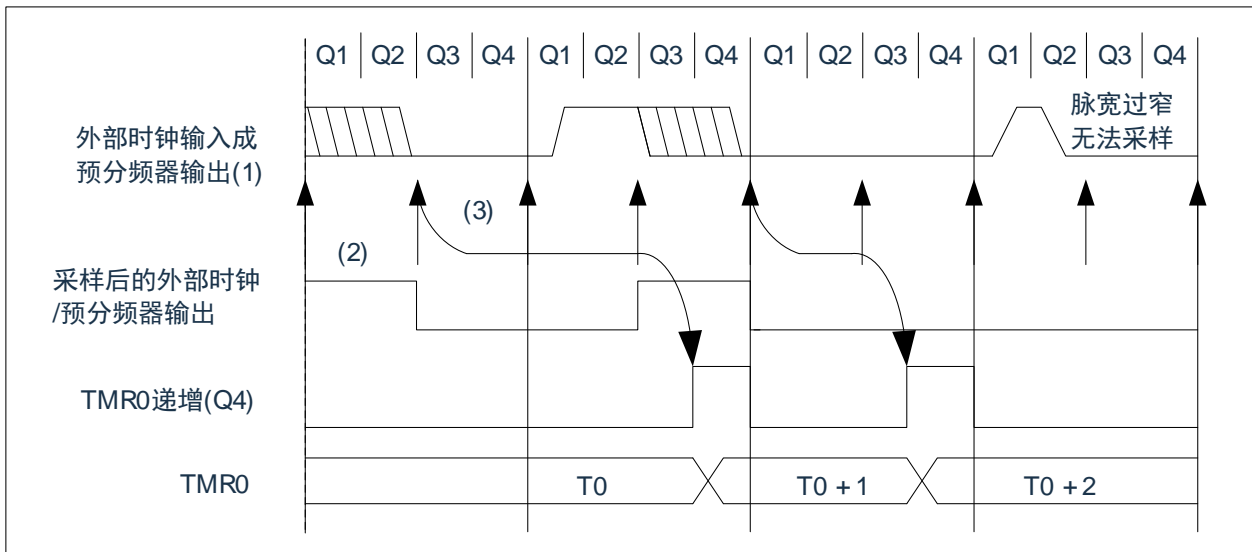 Q1 Q2 Q3 Q4 Q1 Q2 Q3 Q4 Q1 Q2 Q3 Q4 Q1 Q2 Q3 Q4
外部时钟输入成
预分频器输出(1)
脉宽过窄
无法采样
(3)
(2)
采样后的外部时钟
/预分频器输出
TMR0递增(Q4)
TMR0
T0
T0 + 1
T0 + 2